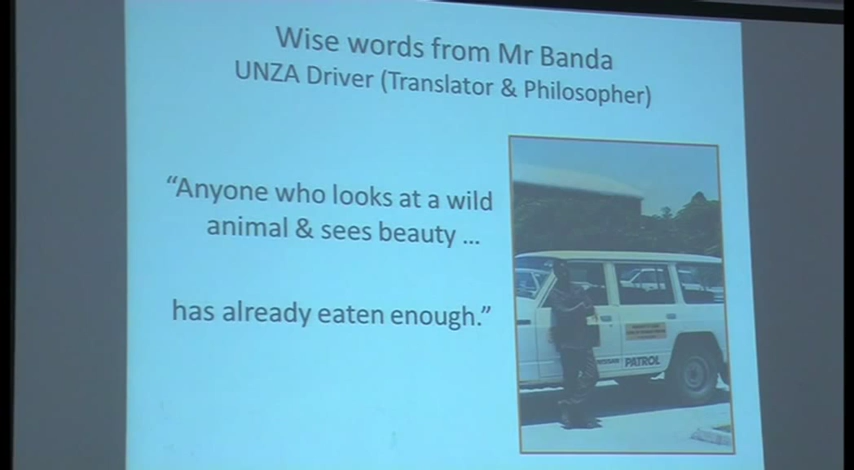 Wise words from Mr Banda
UNZA Driver (Translator & Philosopher)
“Anyone who looks at a wild
animal & sees beauty ...
has already eaten enough.”
NISSAN PATROL